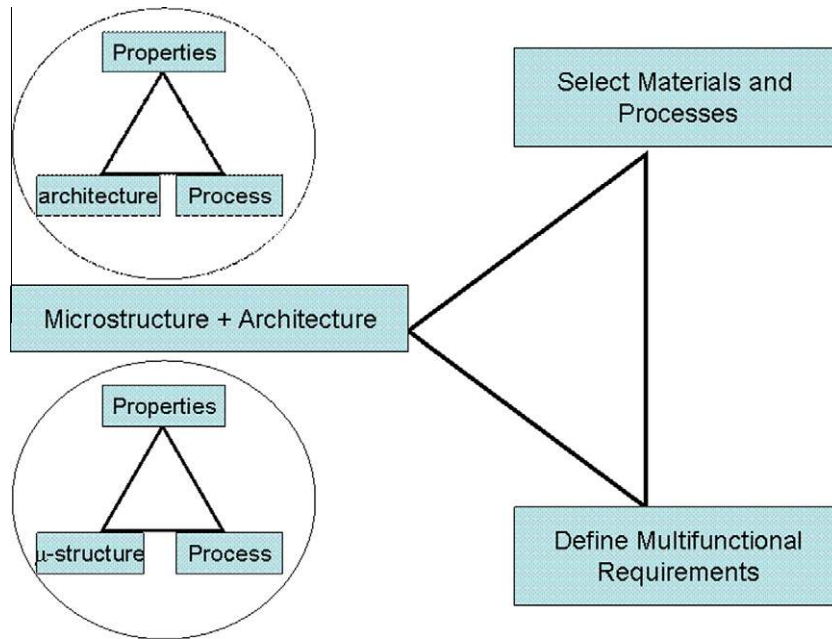 Properties
architecture
Process
Select Materials and
Processes
Microstructure + Architecture
Properties
μ-structure
Process
Define Multifunctional
Requirements